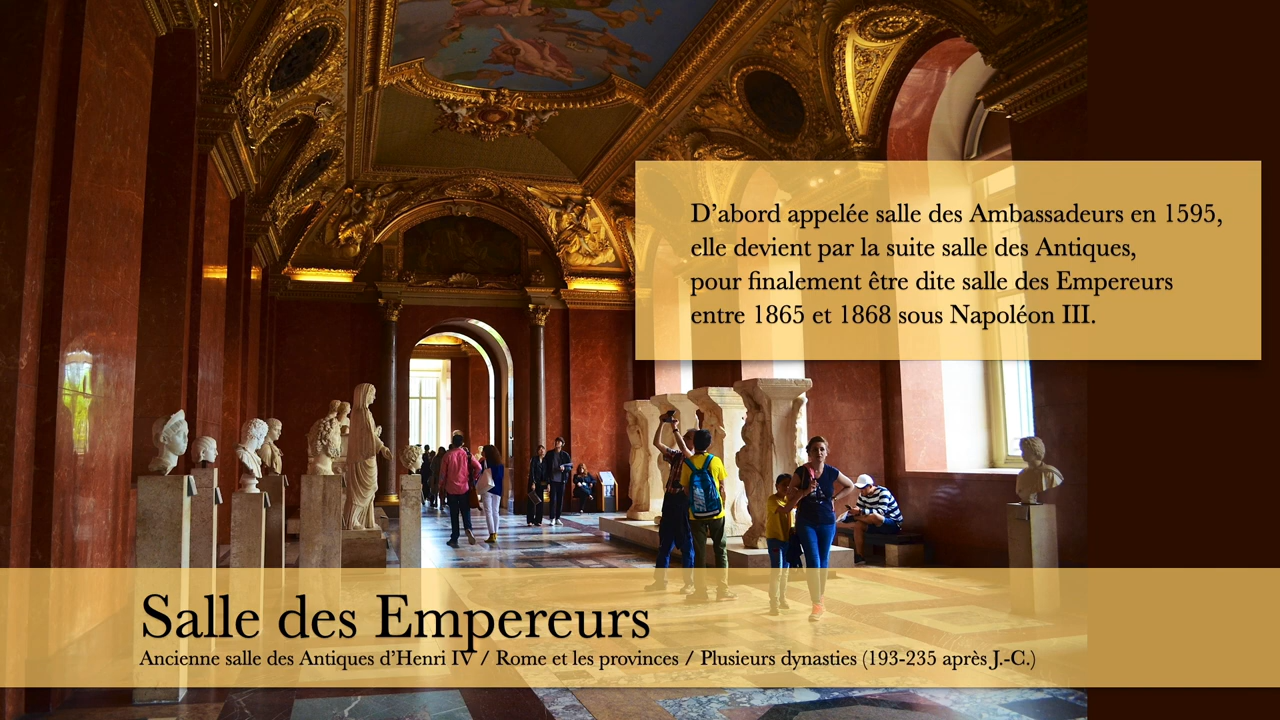 D’abord appelée salle des Ambassadeurs en 1595,
elle devient par la suite salle des Antiques,
pour finalement être dite salle des Empereurs
entre 1865 et 1868 sous Napoléon III.
Salle des Empereurs
Ancienne salle des Antiques d’Henri IV / Rome et les provinces / Plusieurs dynasties (193-235 après J.-C.)